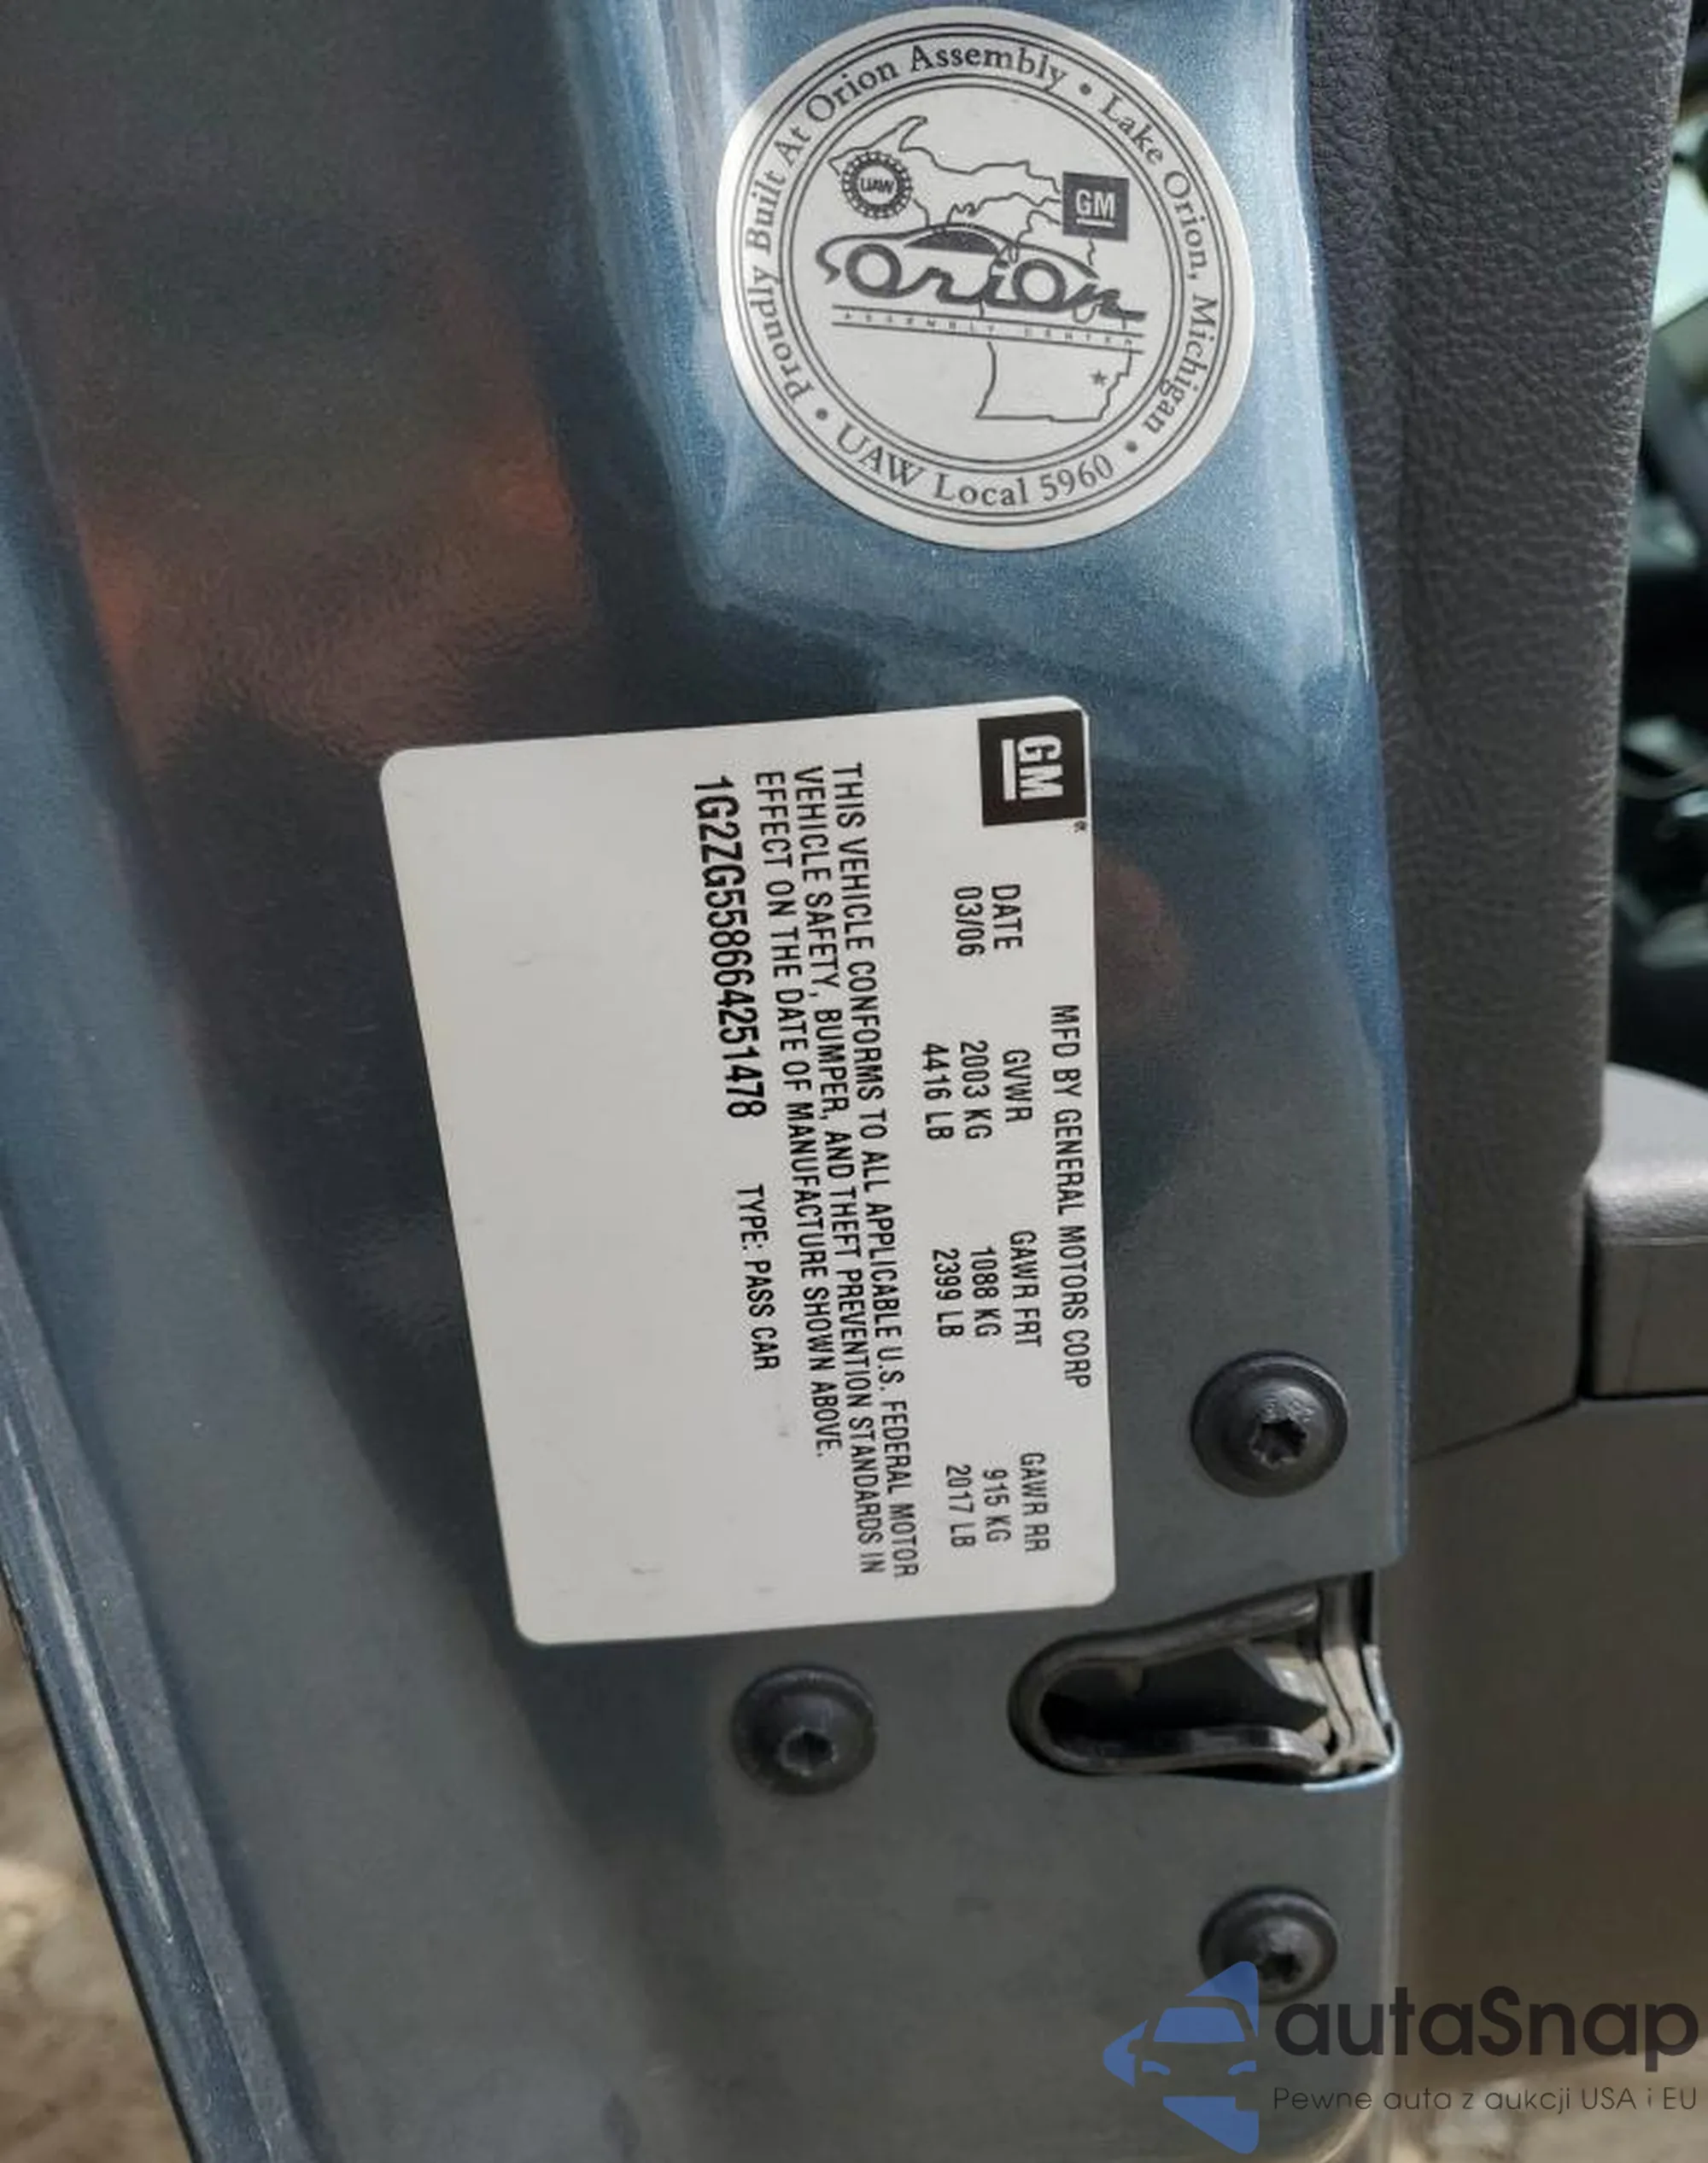 Proudly Built At Orion Assembly • Lake Orion, Michigan • UAW Local 5960 •
UAW
GM
Orion
ASSEMBLY CENTER
GM
MFD BY GENERAL MOTORS CORP
DATE GVWR GAWR FRT GAWR RR
03/06 2003 KG 1088 KG 915 KG
4416 LB 2399 LB 2017 LB
THIS VEHICLE CONFORMS TO ALL APPLICABLE U.S. FEDERAL MOTOR
VEHICLE SAFETY, BUMPER, AND THEFT PREVENTION STANDARDS IN
EFFECT ON THE DATE OF MANUFACTURE SHOWN ABOVE.
1G2ZG558664251478 TYPE: PASS CAR
autaSnap
Pewne auta z aukcji USA i EU